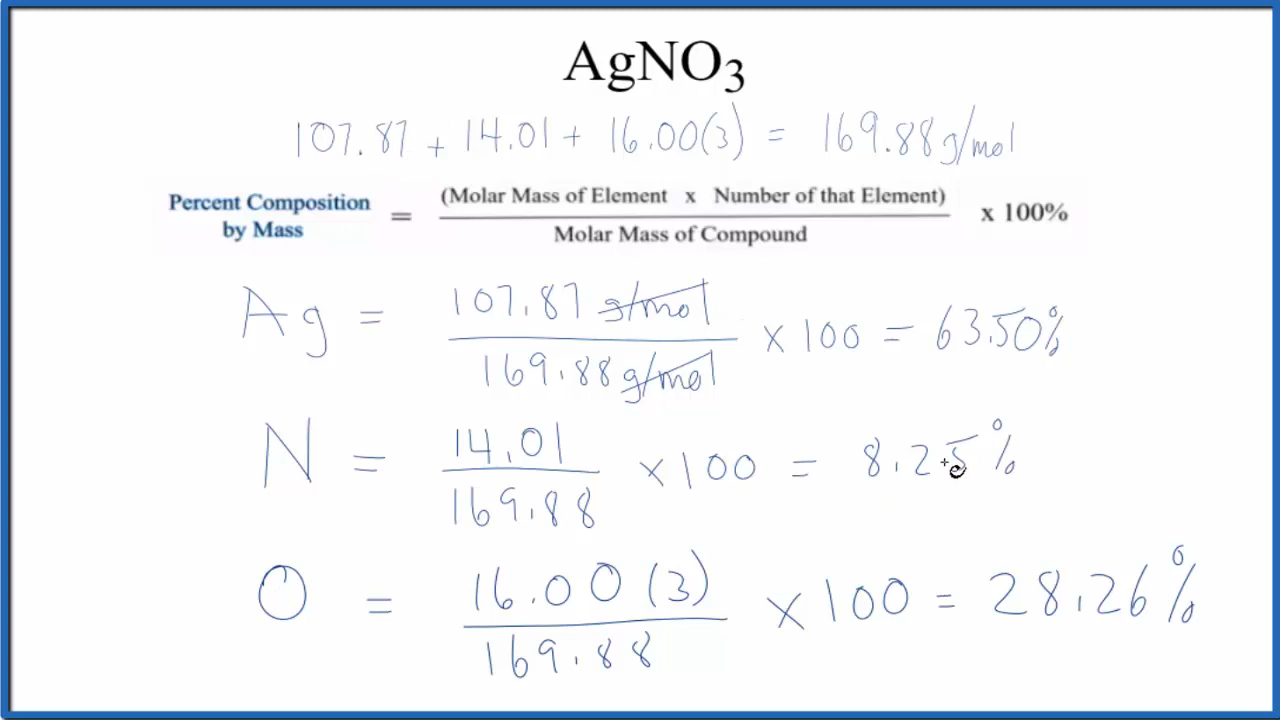 AgNO₃
107.87 + 14.01 + 16.00(3) = 169.88 g/mol
Percent Composition by Mass = (Molar Mass of Element x Number of that Element) / Molar Mass of Compound x 100%
Ag = 107.87 g/mol / 169.88 g/mol x 100 = 63.50%
N = 14.01 / 169.88 x 100 = 8.25%
O = 16.00 (3) / 169.88 x 100 = 28.26%